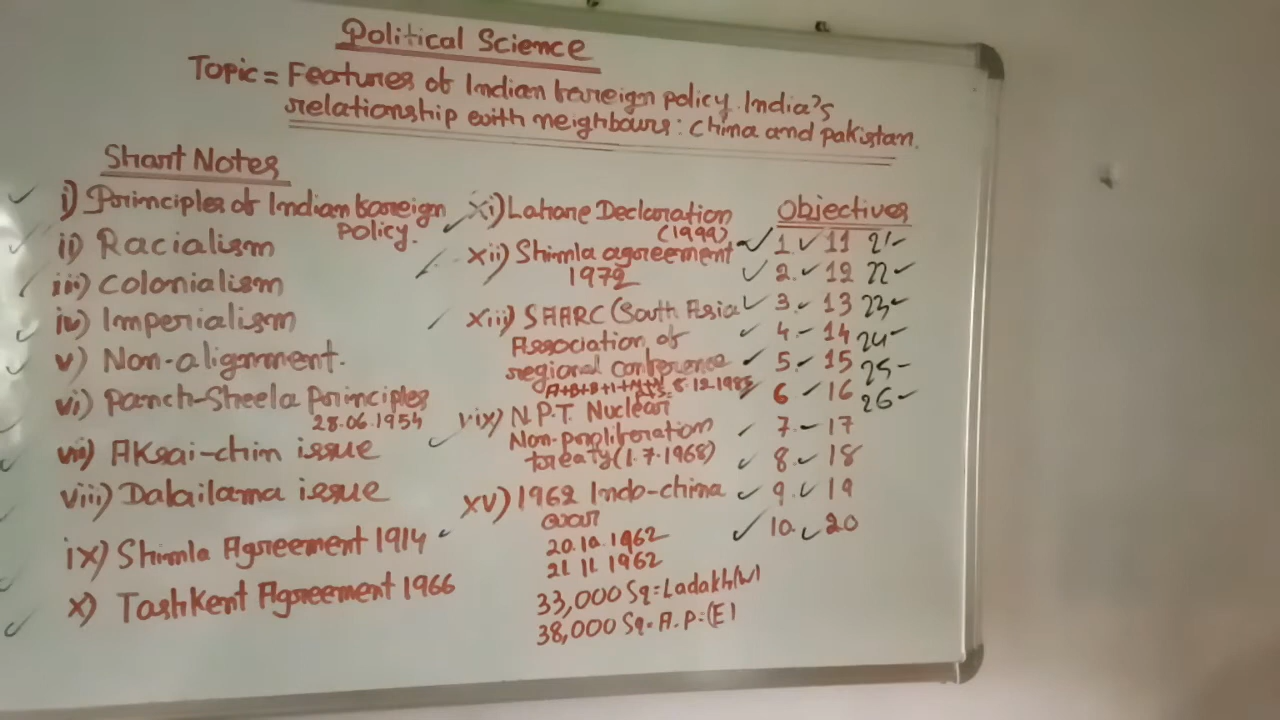 Political Science
Topic = Features of Indian foreign policy. India's
relationship with neighbours: China and Pakistan.
Short Notes
i) Principles of Indian foreign
policy.
ii) Racialism
iii) Colonialism
iv) Imperialism
v) Non-alignment.
vi) Panch-Sheela Principles
28.06.1954
vii) Aksai-chin issue
viii) Dalailama issue
ix) Shimla Agreement 1914
x) Tashkent Agreement 1966
xi) Lahore Declaration
(1999)
xii) Shimla agreement
1972
xiii) SAARC (South Asia
Association of
regional conference
8.12.1985
xiv) N.P.T. Nuclear
Non-proliferation
treaty (1.7.1968)
xv) 1962 Indo-china
war
20.10.1962
21.11.1962
33,000 Sq = Ladakh (W)
38,000 Sq = A.P = (E)
Objectives
1. 11 21
2. 12 22
3. 13 23
4. 14 24
5. 15 25
6 16 26
7. 17
8. 18
9. 19
10. 20